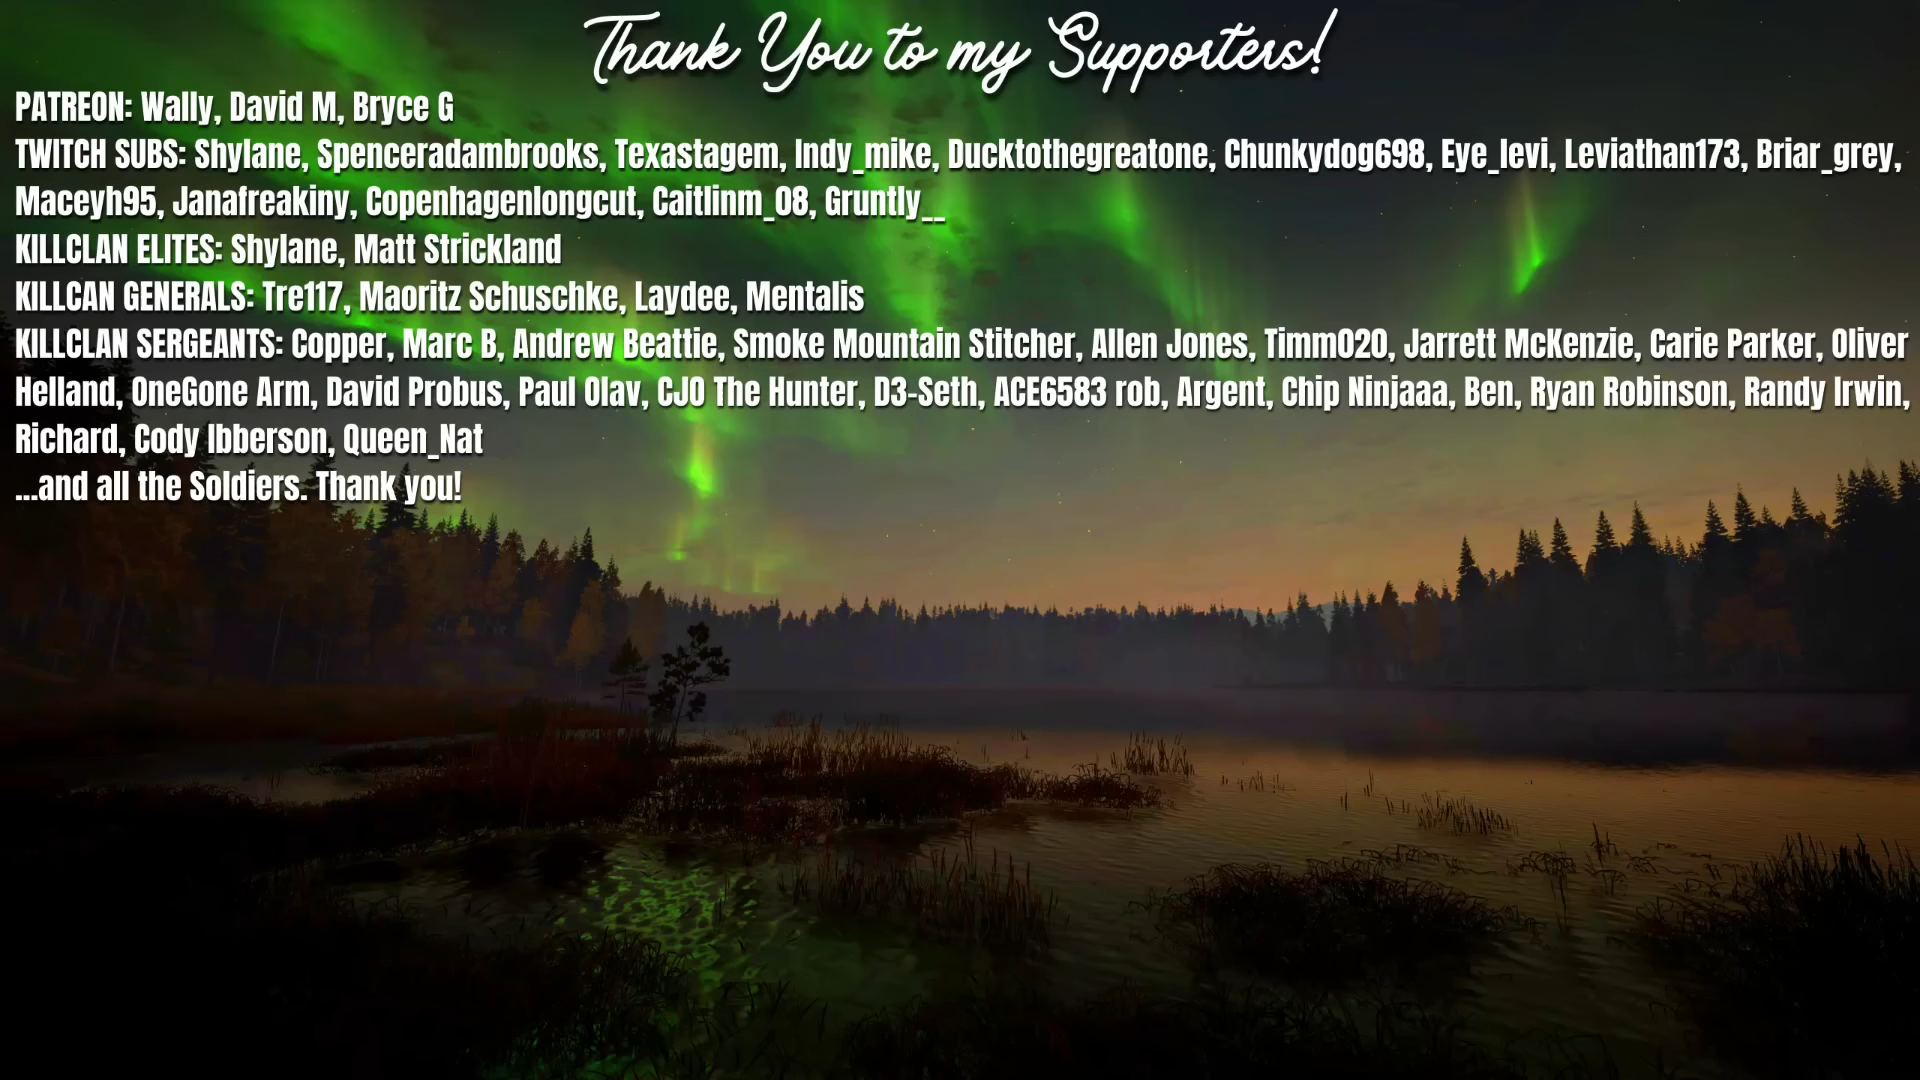 Thank You to my Supporters!
PATREON: Wally, David M, Bryce G
TWITCH SUBS: Shylane, Spenceradambrooks, Texastagem, Indy_mike, Ducktothegreatone, Chunkydog698, Eye_levi, Leviathan173, Briar_grey,
Maceyh95, Janafreakiny, Copenhagenlongcut, Caitlinm_08, Gruntly__
KILLCLAN ELITES: Shylane, Matt Strickland
KILLCAN GENERALS: Tre117, Maoritz Schuschke, Laydee, Mentalis
KILLCLAN SERGEANTS: Copper, Marc B, Andrew Beattie, Smoke Mountain Stitcher, Allen Jones, Timm020, Jarrett McKenzie, Carie Parker, Oliver
Helland, OneGone Arm, David Probus, Paul Olav, CJO The Hunter, D3-Seth, ACE6583 rob, Argent, Chip Ninjaaa, Ben, Ryan Robinson, Randy Irwin,
Richard, Cody Ibberson, Queen_Nat
...and all the Soldiers. Thank you!